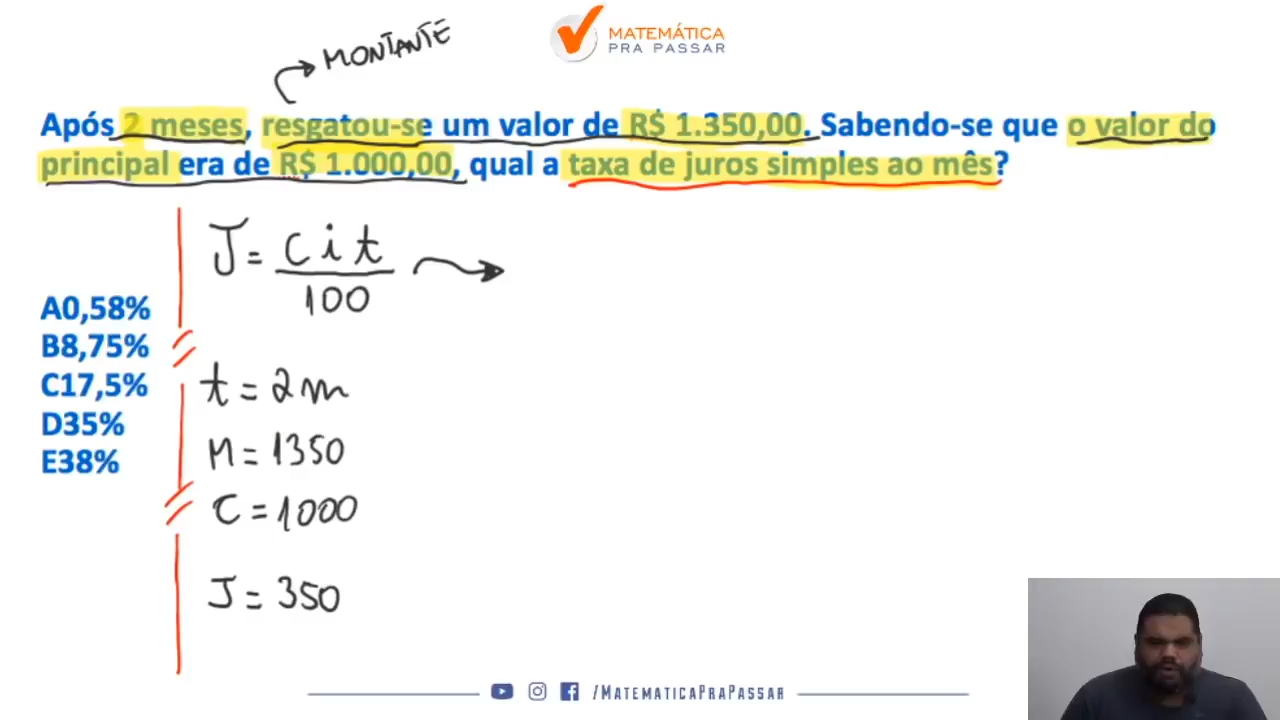 MATEMÁTICA
PRA PASSAR
MONTANTE
Após 2 meses, resgatou-se um valor de R$ 1.350,00. Sabendo-se que o valor do
principal era de R$ 1.000,00, qual a taxa de juros simples ao mês?
J = c i t
100
A0,58%
B8,75%
C17,5%
D35%
E38%
t = 2m
M = 1350
C = 1000
J = 350
/MATEMATICAPRAPASSAR